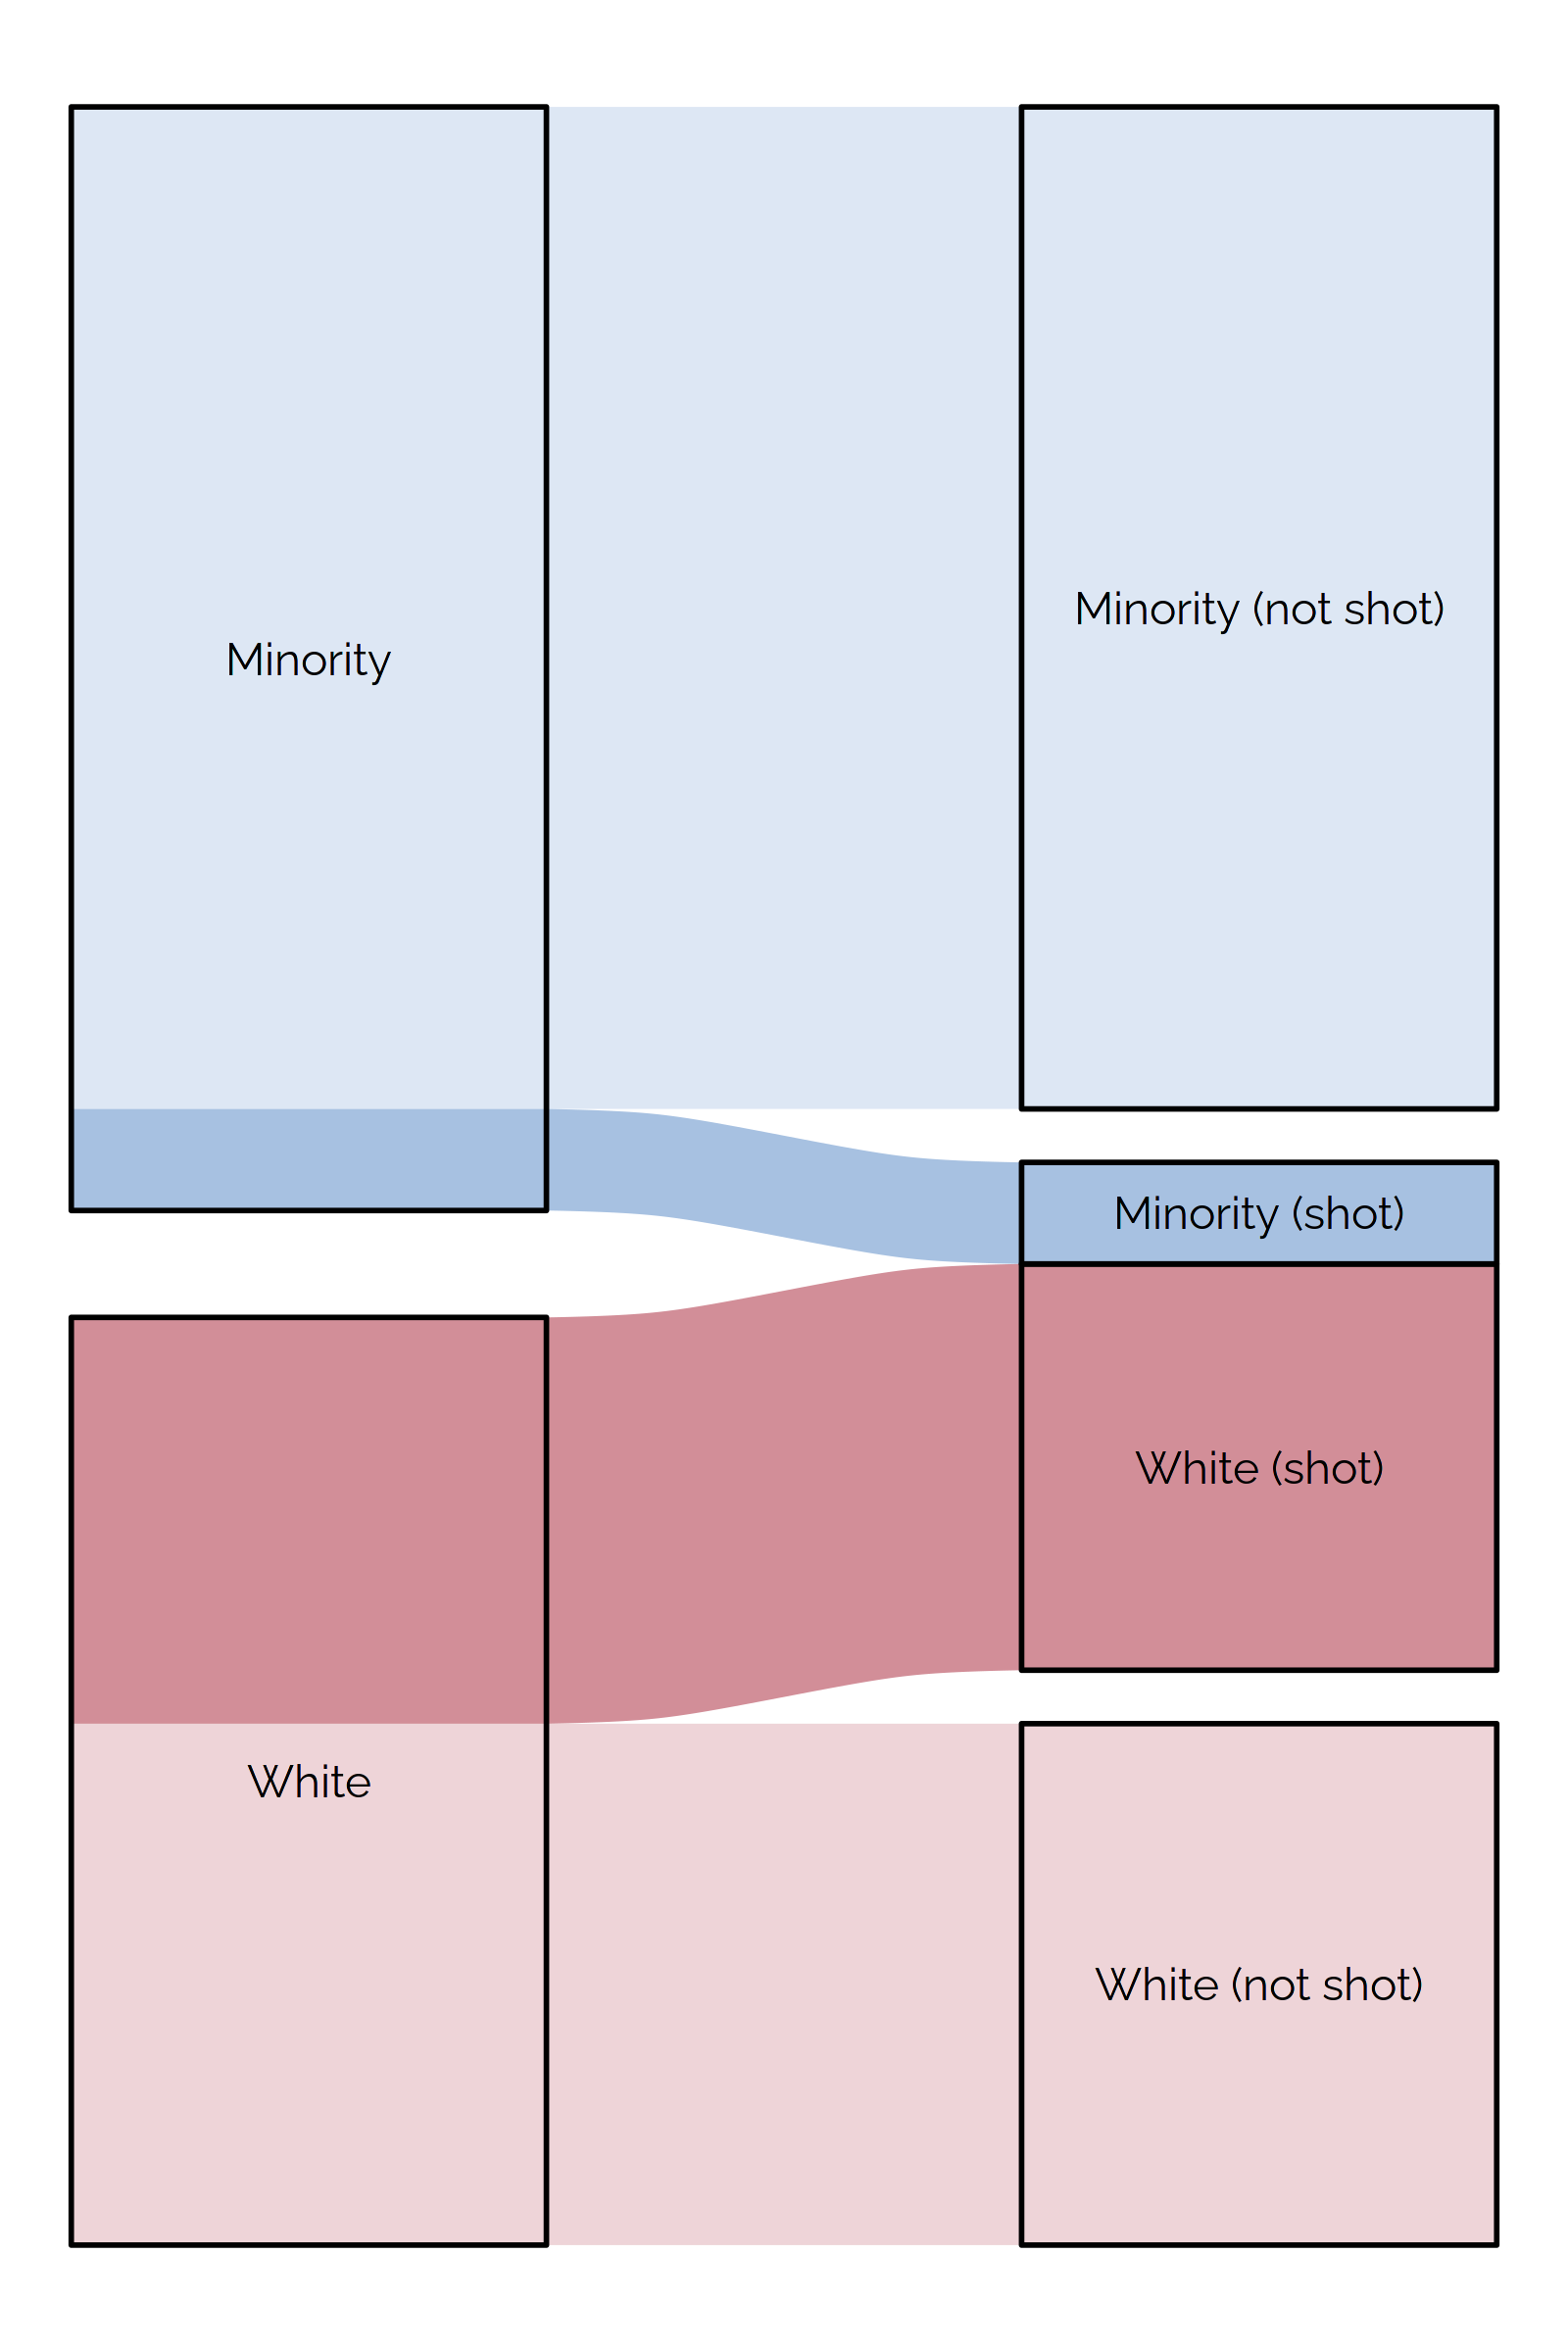 Minority
Minority (not shot)
Minority (shot)
White (shot)
White
White (not shot)